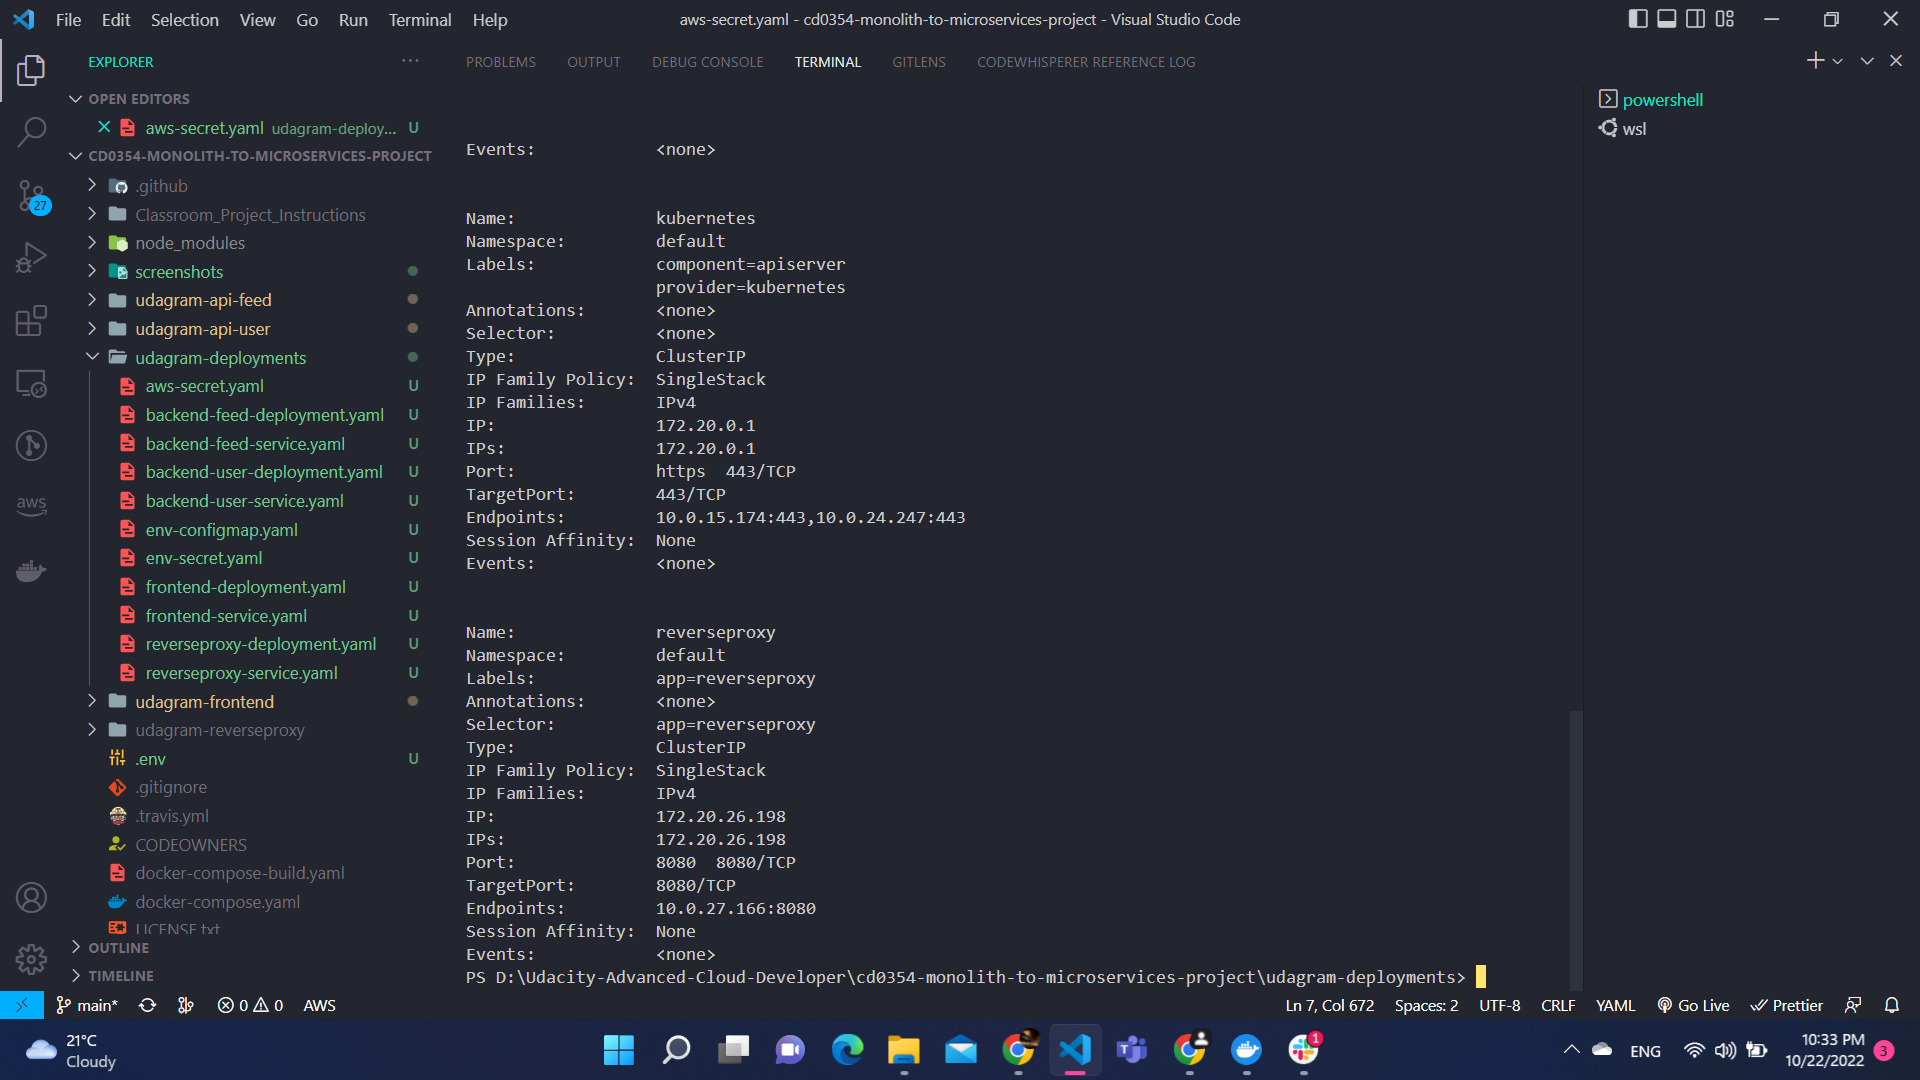 File Edit Selection View Go Run Terminal Help
aws-secret.yaml - cd0354-monolith-to-microservices-project - Visual Studio Code
EXPLORER
OPEN EDITORS
aws-secret.yaml udagram-deploy... U
CD0354-MONOLITH-TO-MICROSERVICES-PROJECT
.github
Classroom_Project_Instructions
node_modules
screenshots
udagram-api-feed
udagram-api-user
udagram-deployments
aws-secret.yaml U
backend-feed-deployment.yaml U
backend-feed-service.yaml U
backend-user-deployment.yaml U
backend-user-service.yaml U
env-configmap.yaml U
env-secret.yaml U
frontend-deployment.yaml U
frontend-service.yaml U
reverseproxy-deployment.yaml U
reverseproxy-service.yaml U
udagram-frontend
udagram-reverseproxy
.env U
.gitignore
.travis.yml
CODEOWNERS
docker-compose-build.yaml
docker-compose.yaml
LICENSE.txt
OUTLINE
TIMELINE
27
aws
PROBLEMS OUTPUT DEBUG CONSOLE TERMINAL GITLENS CODEWHISPERER REFERENCE LOG
Events: <none>
Name: kubernetes
Namespace: default
Labels: component=apiserver
provider=kubernetes
Annotations: <none>
Selector: <none>
Type: ClusterIP
IP Family Policy: SingleStack
IP Families: IPv4
IP: 172.20.0.1
IPs: 172.20.0.1
Port: https 443/TCP
TargetPort: 443/TCP
Endpoints: 10.0.15.174:443,10.0.24.247:443
Session Affinity: None
Events: <none>
Name: reverseproxy
Namespace: default
Labels: app=reverseproxy
Annotations: <none>
Selector: app=reverseproxy
Type: ClusterIP
IP Family Policy: SingleStack
IP Families: IPv4
IP: 172.20.26.198
IPs: 172.20.26.198
Port: 8080 8080/TCP
TargetPort: 8080/TCP
Endpoints: 10.0.27.166:8080
Session Affinity: None
Events: <none>
PS D:\Udacity-Advanced-Cloud-Developer\cd0354-monolith-to-microservices-project\udagram-deployments>
powershell
wsl
main* 0 0 AWS
Ln 7, Col 672 Spaces: 2 UTF-8 CRLF YAML Go Live Prettier
21°C
Cloudy
1
ENG
10:33 PM
10/22/2022
3